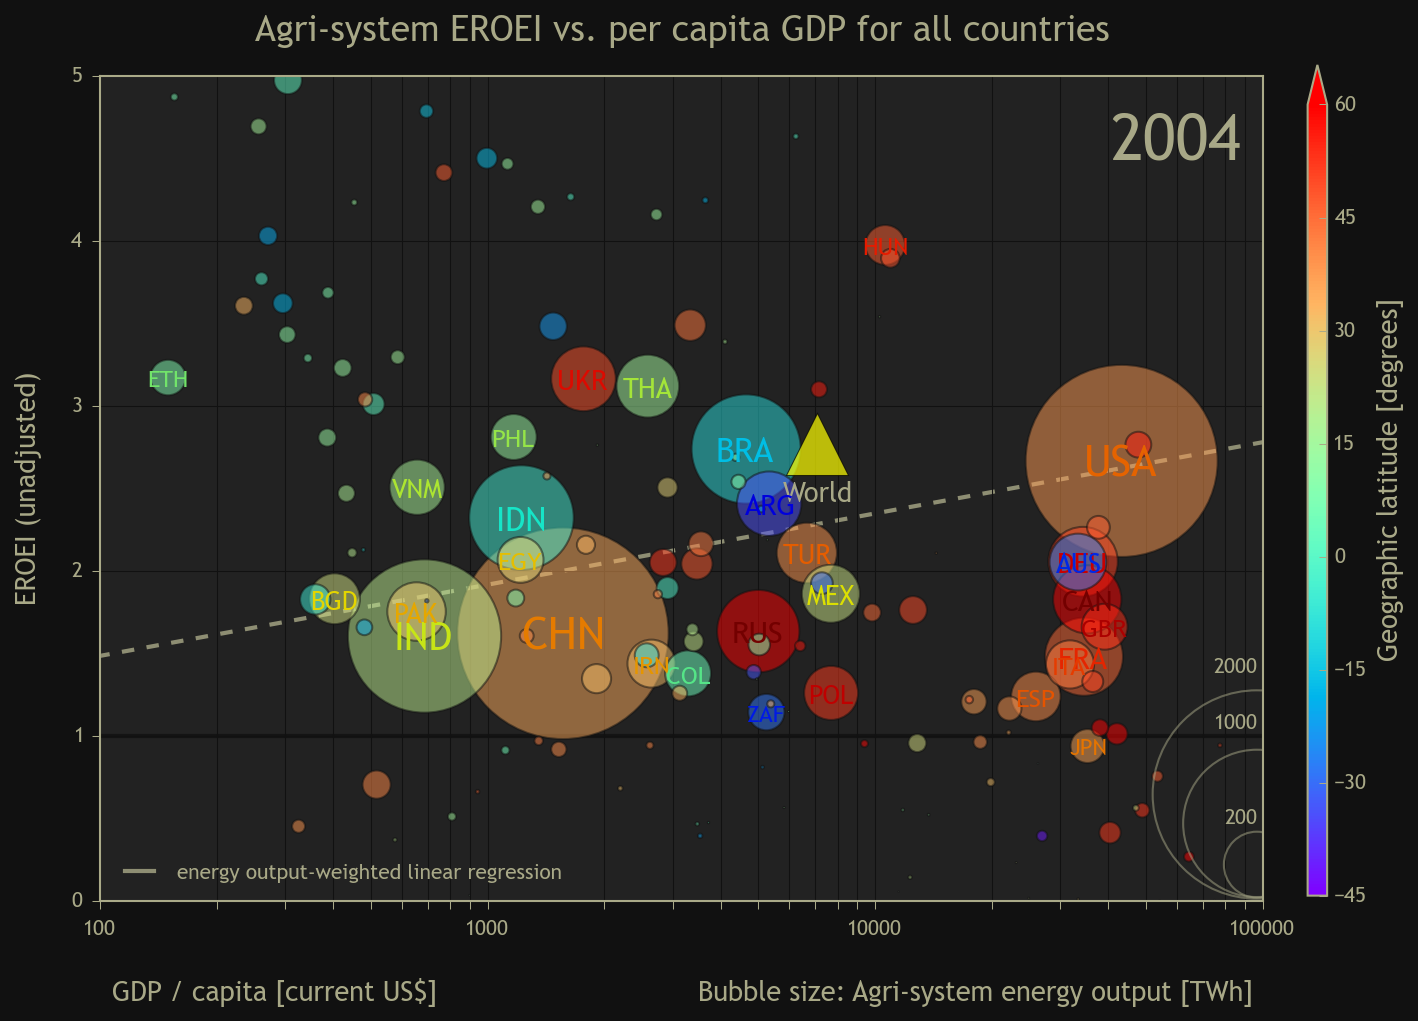 Agri-system EROEI vs. per capita GDP for all countries
2004
EROEI (unadjusted)
5
4
3
2
1
0
HUN
ETH
UKR
THA
PHL
BRA
World
USA
VNM
IDN
ARG
EGY
TUR
AUS
BGD
PAK
MEX
CAN
IND
CHN
RUS
GBR
IRN
COL
FRA
ITA
POL
ESP
ZAF
JPN
2000
1000
200
energy output-weighted linear regression
100
1000
10000
100000
GDP / capita [current US$]
Bubble size: Agri-system energy output [TWh]
60
45
30
15
0
−15
−30
−45
Geographic latitude [degrees]